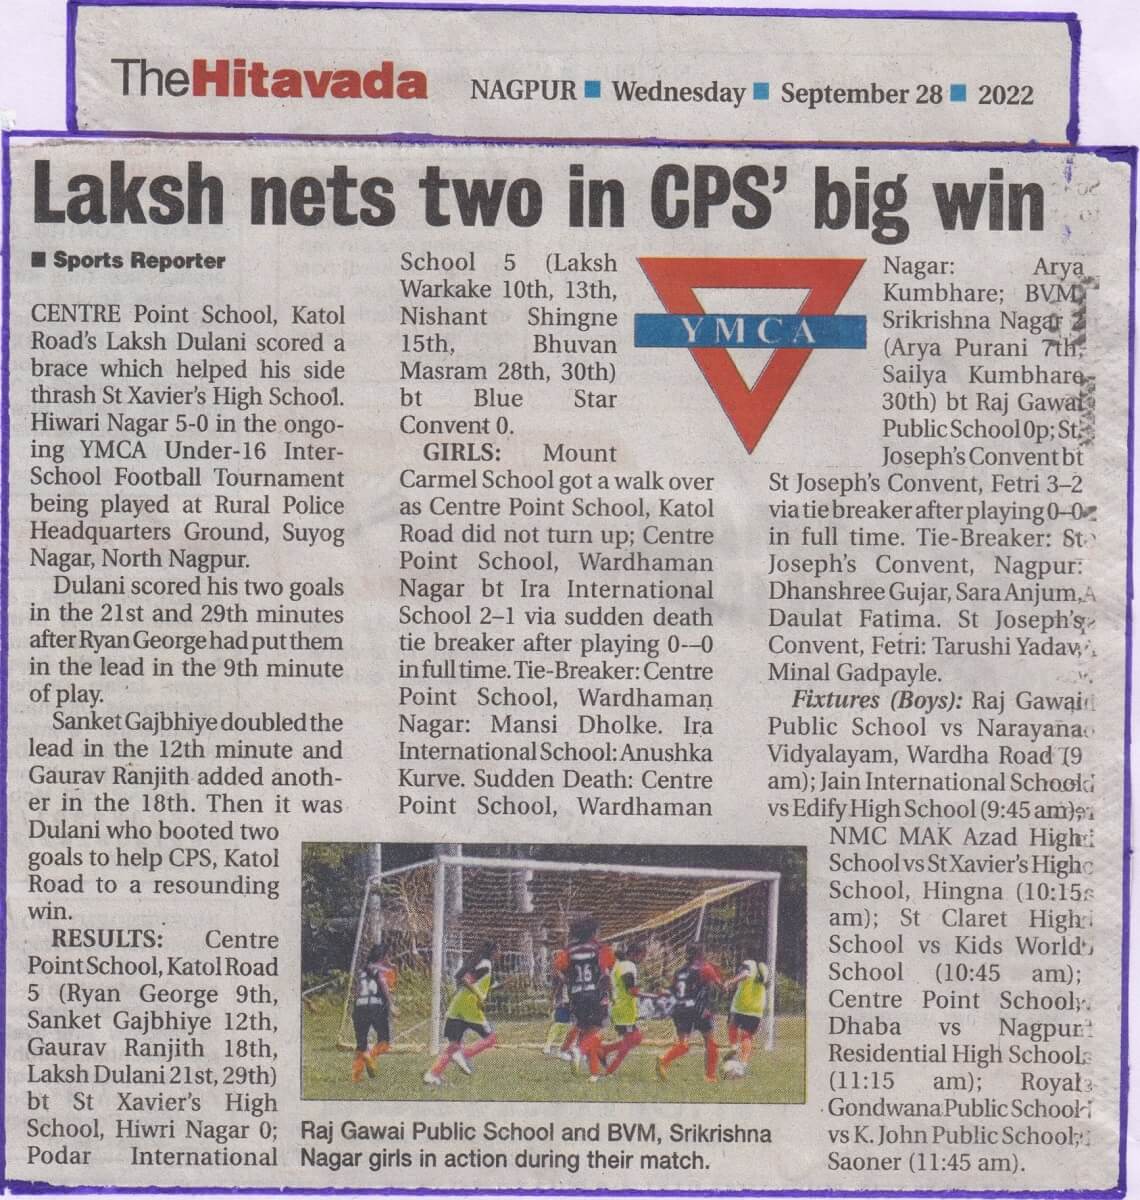 TheHitavada NAGPUR ■ Wednesday ■ September 28 ■ 2022
Laksh nets two in CPS’ big win
■ Sports Reporter
CENTRE Point School, Katol
Road’s Laksh Dulani scored a
brace which helped his side
thrash St Xavier’s High School.
Hiwari Nagar 5-0 in the ongo-
ing YMCA Under-16 Inter-
School Football Tournament
being played at Rural Police
Headquarters Ground, Suyog
Nagar, North Nagpur.
Dulani scored his two goals
in the 21st and 29th minutes
after Ryan George had put them
in the lead in the 9th minute
of play.
Sanket Gajbhiye doubled the
lead in the 12th minute and
Gaurav Ranjith added anoth-
er in the 18th. Then it was
Dulani who booted two
goals to help CPS, Katol
Road to a resounding
win.
RESULTS: Centre
Point School, Katol Road
5 (Ryan George 9th,
Sanket Gajbhiye 12th,
Gaurav Ranjith 18th,
Laksh Dulani 21st, 29th)
bt St Xavier’s High
School, Hiwri Nagar 0;
Podar International
School 5 (Laksh
Warkake 10th, 13th,
Nishant Shingne
15th, Bhuvan
Masram 28th, 30th)
bt Blue Star
Convent 0.
GIRLS: Mount
Carmel School got a walk over
as Centre Point School, Katol
Road did not turn up; Centre
Point School, Wardhaman
Nagar bt Ira International
School 2–1 via sudden death
tie breaker after playing 0-–0
in full time. Tie-Breaker: Centre
Point School, Wardhaman
Nagar: Mansi Dholke. Ira
International School: Anushka
Kurve. Sudden Death: Centre
Point School, Wardhaman
YMCA
Nagar: Arya
Kumbhare; BVM,
Srikrishna Nagar 2
(Arya Purani 7th,
Sailya Kumbhare
30th) bt Raj Gawai
Public School 0p; St.
Joseph’s Convent bt
St Joseph’s Convent, Fetri 3–2
via tie breaker after playing 0–0
in full time. Tie-Breaker: St
Joseph’s Convent, Nagpur:
Dhanshree Gujar, Sara Anjum,
Daulat Fatima. St Joseph’s
Convent, Fetri: Tarushi Yadav,
Minal Gadpayle.
Fixtures (Boys): Raj Gawai
Public School vs Narayana
Vidyalayam, Wardha Road (9
am); Jain International School
vs Edify High School (9:45 am);
NMC MAK Azad High
School vs St Xavier’s High
School, Hingna (10:15
am); St Claret High
School vs Kids World
School (10:45 am);
Centre Point School,
Dhaba vs Nagpur
Residential High School
(11:15 am); Royal
Gondwana Public School
vs K. John Public School,
Saoner (11:45 am).
16
Raj Gawai Public School and BVM, Srikrishna
Nagar girls in action during their match.